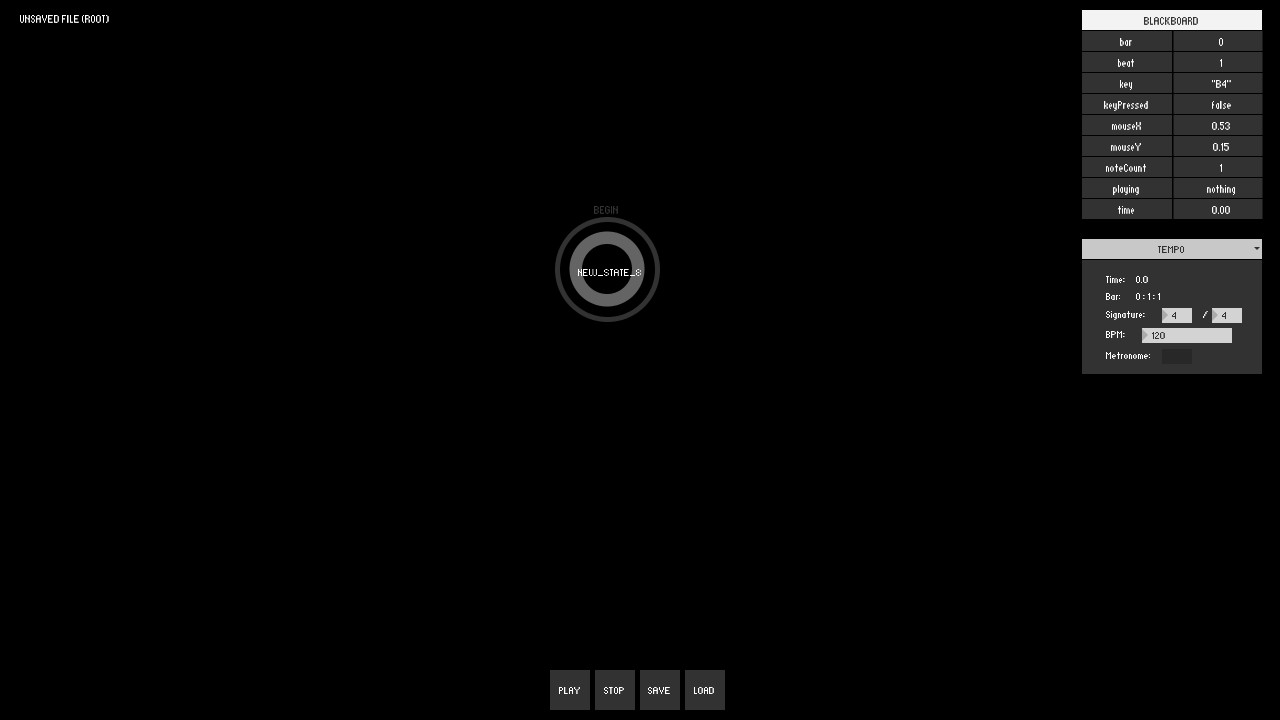 UNSAVED FILE (ROOT)
BLACKBOARD
bar 0
beat 1
key "B4"
keyPressed false
mouseX 0.53
mouseY 0.15
noteCount 1
playing nothing
time 0.00
TEMPO
Time: 0.0
Bar: 0 : 1 : 1
Signature: 4 / 4
BPM: 120
Metronome:
BEGIN
NEW_STATE_8
PLAY STOP SAVE LOAD